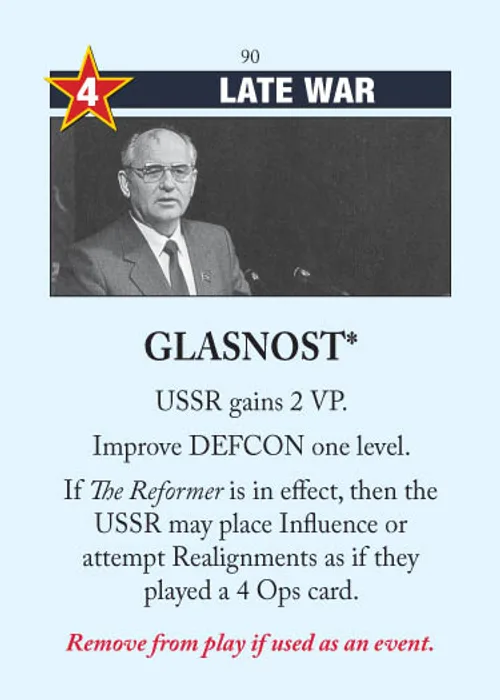 90
4
LATE WAR
GLASNOST*
USSR gains 2 VP.
Improve DEFCON one level.
If The Reformer is in effect, then the
USSR may place Influence or
attempt Realignments as if they
played a 4 Ops card.
Remove from play if used as an event.